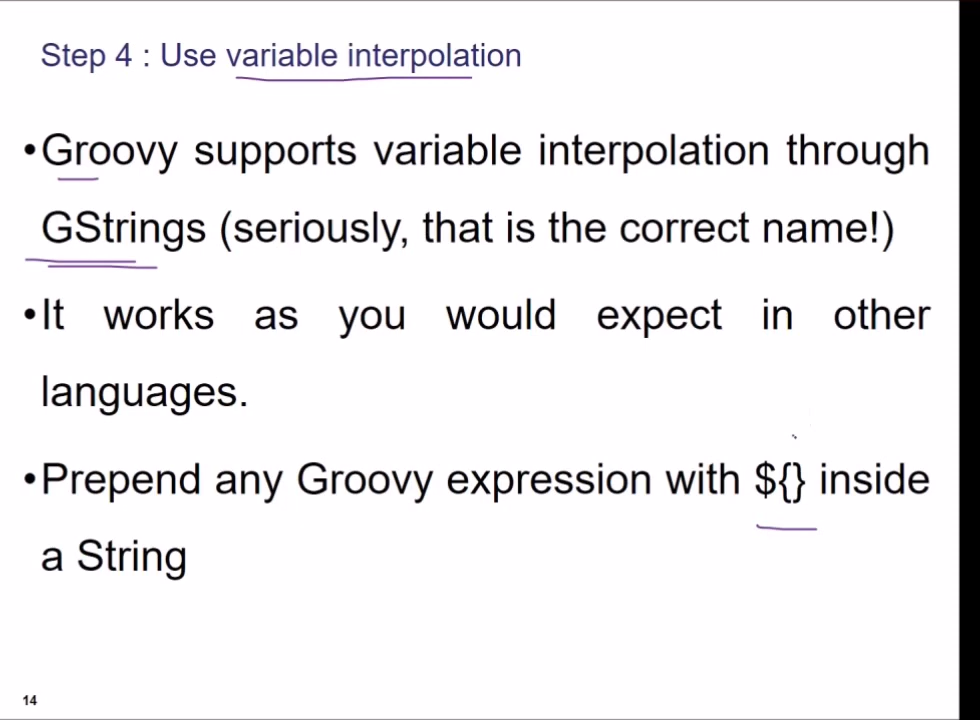 Step 4 : Use variable interpolation
•Groovy supports variable interpolation through
GStrings (seriously, that is the correct name!)
•It works as you would expect in other
languages.
•Prepend any Groovy expression with ${} inside
a String
14